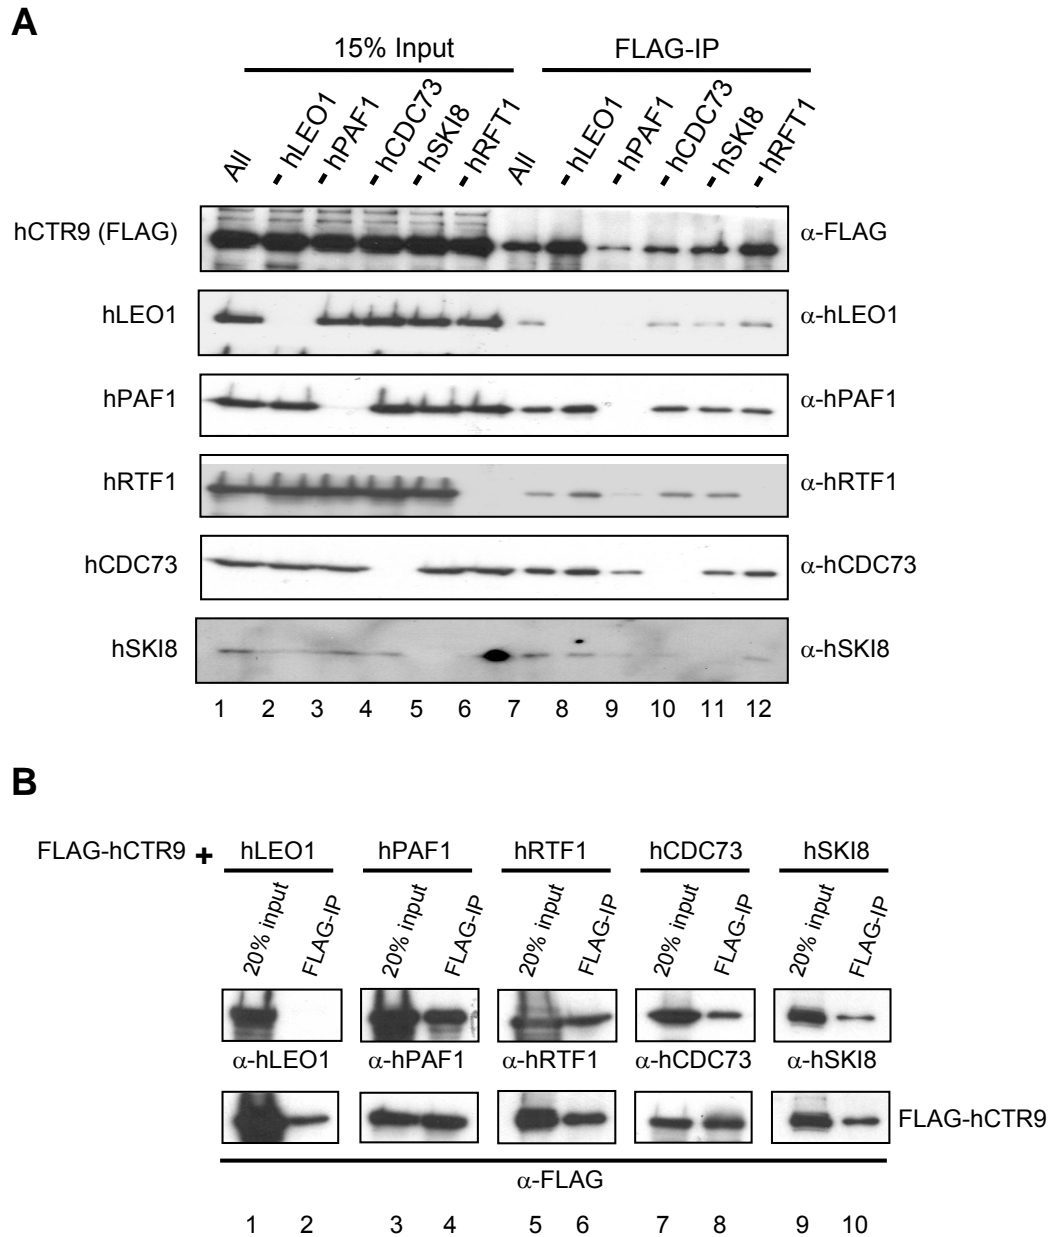 A
15% Input FLAG-IP
All - hLEO1 - hPAF1 - hCDC73 - hSKI8 - hRFT1 All - hLEO1 - hPAF1 - hCDC73 - hSKI8 - hRFT1
hCTR9 (FLAG) α-FLAG
hLEO1 α-hLEO1
hPAF1 α-hPAF1
hRTF1 α-hRTF1
hCDC73 α-hCDC73
hSKI8 α-hSKI8
1 2 3 4 5 6 7 8 9 10 11 12
B
FLAG-hCTR9 + hLEO1 hPAF1 hRTF1 hCDC73 hSKI8
20% input FLAG-IP 20% input FLAG-IP 20% input FLAG-IP 20% input FLAG-IP 20% input FLAG-IP
α-hLEO1 α-hPAF1 α-hRTF1 α-hCDC73 α-hSKI8
FLAG-hCTR9
α-FLAG
1 2 3 4 5 6 7 8 9 10